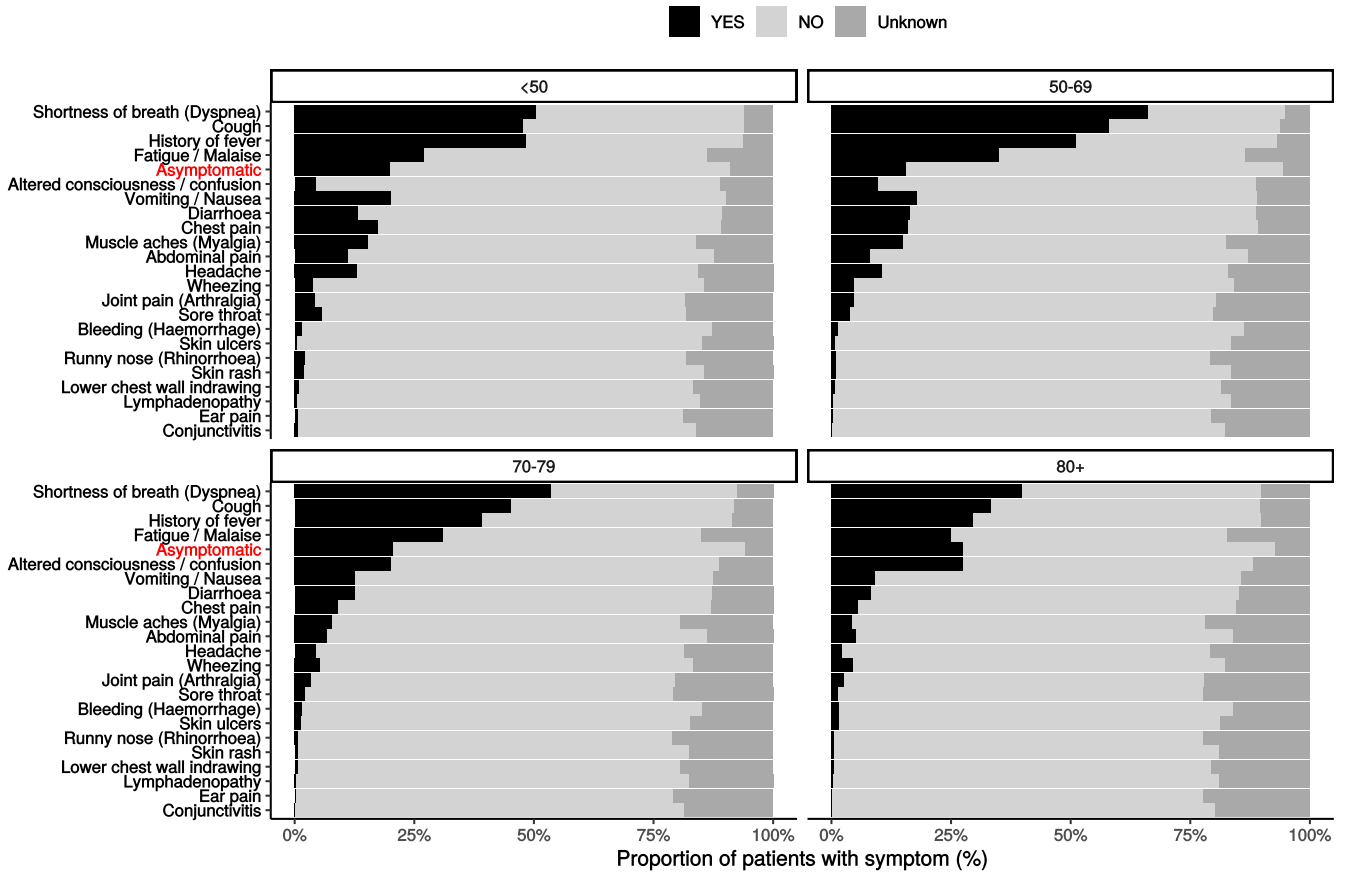 YES NO Unknown
<50 50-69
Shortness of breath (Dyspnea)
Cough
History of fever
Fatigue / Malaise
Asymptomatic
Altered consciousness / confusion
Vomiting / Nausea
Diarrhoea
Chest pain
Muscle aches (Myalgia)
Abdominal pain
Headache
Wheezing
Joint pain (Arthralgia)
Sore throat
Bleeding (Haemorrhage)
Skin ulcers
Runny nose (Rhinorrhoea)
Skin rash
Lower chest wall indrawing
Lymphadenopathy
Ear pain
Conjunctivitis
70-79 80+
Shortness of breath (Dyspnea)
Cough
History of fever
Fatigue / Malaise
Asymptomatic
Altered consciousness / confusion
Vomiting / Nausea
Diarrhoea
Chest pain
Muscle aches (Myalgia)
Abdominal pain
Headache
Wheezing
Joint pain (Arthralgia)
Sore throat
Bleeding (Haemorrhage)
Skin ulcers
Runny nose (Rhinorrhoea)
Skin rash
Lower chest wall indrawing
Lymphadenopathy
Ear pain
Conjunctivitis
0% 25% 50% 75% 100% 0% 25% 50% 75% 100%
Proportion of patients with symptom (%)